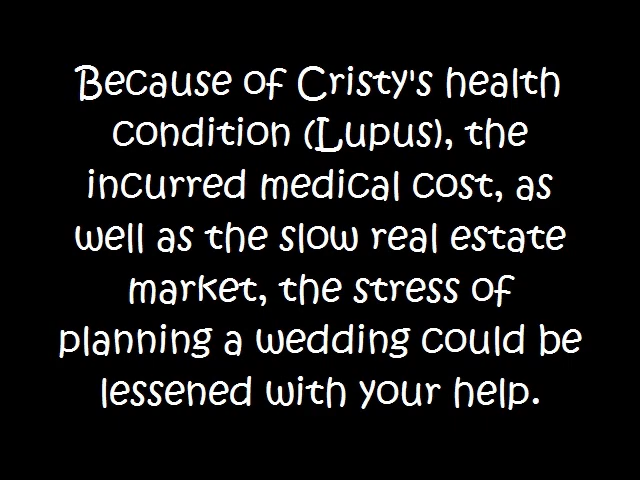 Because of Cristy's health
condition (Lupus), the
incurred medical cost, as
well as the slow real estate
market, the stress of
planning a wedding could be
lessened with your help.